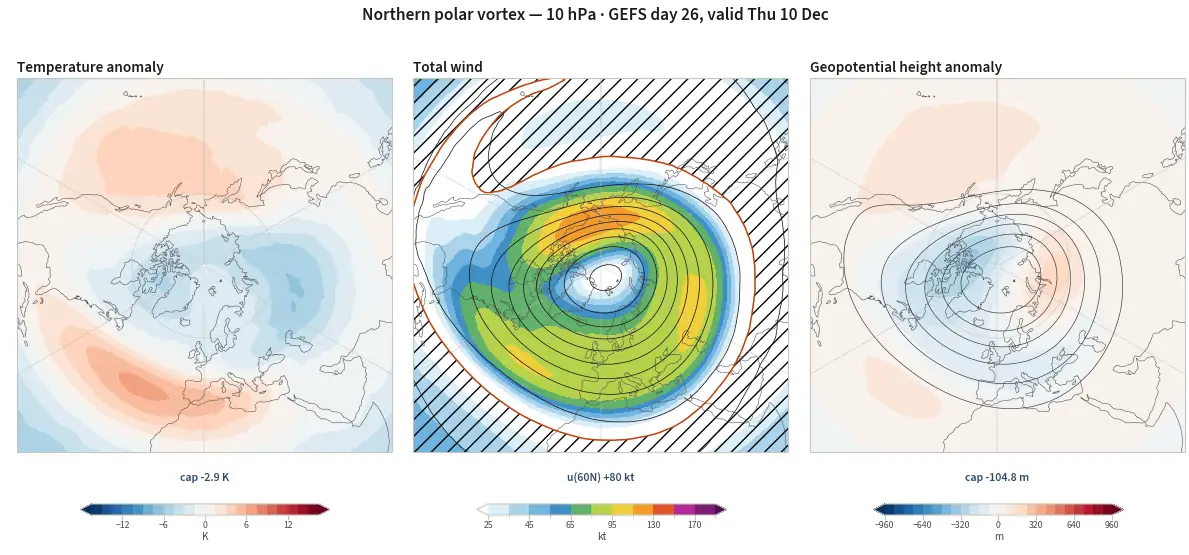 Northern polar vortex — 10 hPa · GEFS day 26, valid Thu 10 Dec
Temperature anomaly
Total wind
Geopotential height anomaly
cap -2.9 K
u(60N) +80 kt
cap -104.8 m
−12 −6 0 6 12
K
25 45 65 95 130 170
kt
−960 −640 −320 0 320 640 960
m